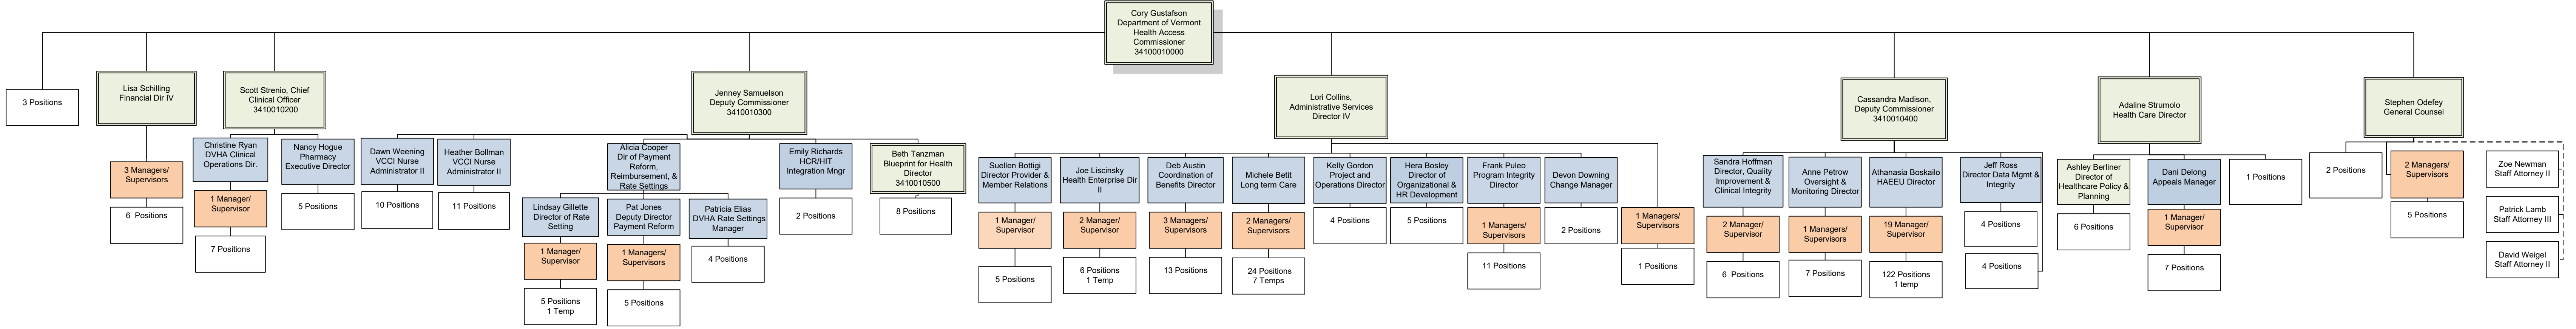 Cory Gustafson
Department of Vermont
Health Access
Commissioner
34100010000
3 Positions
Lisa Schilling
Financial Dir IV
3 Managers/
Supervisors
6 Positions
Scott Strenio, Chief
Clinical Officer
3410010200
Christine Ryan
DVHA Clinical
Operations Dir.
1 Manager/
Supervisor
7 Positions
Nancy Hogue
Pharmacy
Executive Director
5 Positions
Jenney Samuelson
Deputy Commissioner
3410010300
Dawn Weening
VCCI Nurse
Administrator II
10 Positions
Heather Bollman
VCCI Nurse
Administrator II
11 Positions
Alicia Cooper
Dir of Payment
Reform,
Reimbursement, &
Rate Settings
Lindsay Gillette
Director of Rate
Setting
1 Manager/
Supervisor
5 Positions
1 Temp
Pat Jones
Deputy Director
Payment Reform
1 Managers/
Supervisors
5 Positions
Patricia Elias
DVHA Rate Settings
Manager
4 Positions
Emily Richards
HCR/HIT
Integration Mngr
2 Positions
Beth Tanzman
Blueprint for Health
Director
3410010500
8 Positions
Lori Collins,
Administrative Services
Director IV
Suellen Bottigi
Director Provider &
Member Relations
1 Manager/
Supervisor
5 Positions
Joe Liscinsky
Health Enterprise Dir
II
2 Manager/
Supervisor
6 Positions
1 Temp
Deb Austin
Coordination of
Benefits Director
3 Managers/
Supervisor
13 Positions
Michele Betit
Long term Care
2 Managers/
Supervisors
24 Positions
7 Temps
Kelly Gordon
Project and
Operations Director
4 Positions
Hera Bosley
Director of
Organizational &
HR Development
5 Positions
Frank Puleo
Program Integrity
Director
1 Managers/
Supervisors
11 Positions
Devon Downing
Change Manager
2 Positions
1 Managers/
Supervisors
1 Positions
Cassandra Madison,
Deputy Commissioner
3410010400
Sandra Hoffman
Director, Quality
Improvement &
Clinical Integrity
2 Manager/
Supervisor
6 Positions
Anne Petrow
Oversight &
Monitoring Director
1 Managers/
Supervisors
7 Positions
Athanasia Boskailo
HAEEU Director
19 Manager/
Supervisor
122 Positions
1 temp
Jeff Ross
Director Data Mgmt &
Integrity
4 Positions
4 Positions
Adaline Strumolo
Health Care Director
Ashley Berliner
Director of
Healthcare Policy &
Planning
6 Positions
Dani Delong
Appeals Manager
1 Manager/
Supervisor
7 Positions
1 Positions
Stephen Odefey
General Counsel
2 Positions
2 Managers/
Supervisors
5 Positions
Zoe Newman
Staff Attorney II
Patrick Lamb
Staff Attorney III
David Weigel
Staff Attorney II